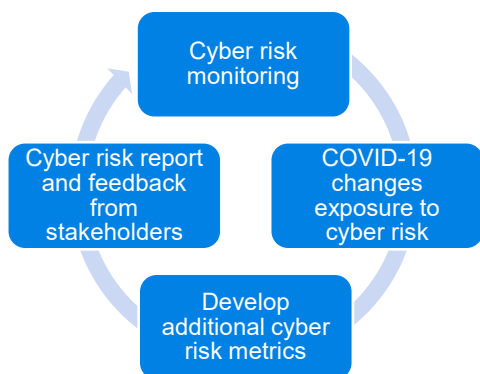 Cyber risk
monitoring
COVID-19
changes
exposure to
cyber risk
Develop
additional cyber
risk metrics
Cyber risk report
and feedback
from
stakeholders